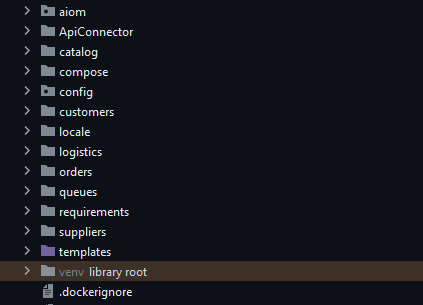 aiom
ApiConnector
catalog
compose
config
customers
locale
logistics
orders
queues
requirements
suppliers
templates
venv library root
.dockerignore